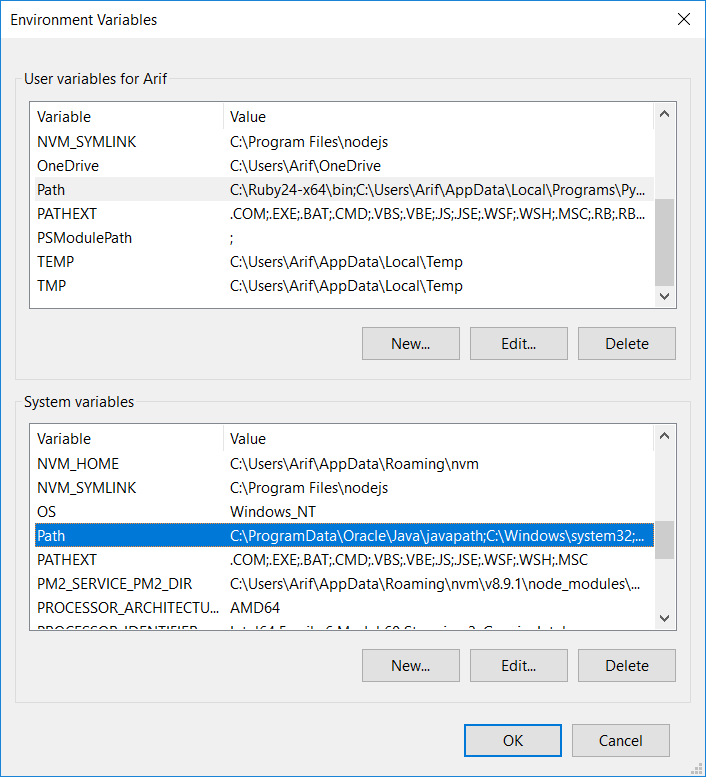 Environment Variables
User variables for Arif
Variable Value
NVM_SYMLINK C:\Program Files\nodejs
OneDrive C:\Users\Arif\OneDrive
Path C:\Ruby24-x64\bin;C:\Users\Arif\AppData\Local\Programs\Py...
PATHEXT .COM;.EXE;.BAT;.CMD;.VBS;.VBE;.JS;.JSE;.WSF;.WSH;.MSC;.RB;.RB...
PSModulePath ;
TEMP C:\Users\Arif\AppData\Local\Temp
TMP C:\Users\Arif\AppData\Local\Temp
New... Edit... Delete
System variables
Variable Value
NVM_HOME C:\Users\Arif\AppData\Roaming\nvm
NVM_SYMLINK C:\Program Files\nodejs
OS Windows_NT
Path C:\ProgramData\Oracle\Java\javapath;C:\Windows\system32;...
PATHEXT .COM;.EXE;.BAT;.CMD;.VBS;.VBE;.JS;.JSE;.WSF;.WSH;.MSC
PM2_SERVICE_PM2_DIR C:\Users\Arif\AppData\Roaming\nvm\v8.9.1\node_modules\...
PROCESSOR_ARCHITECTU... AMD64
New... Edit... Delete
OK Cancel